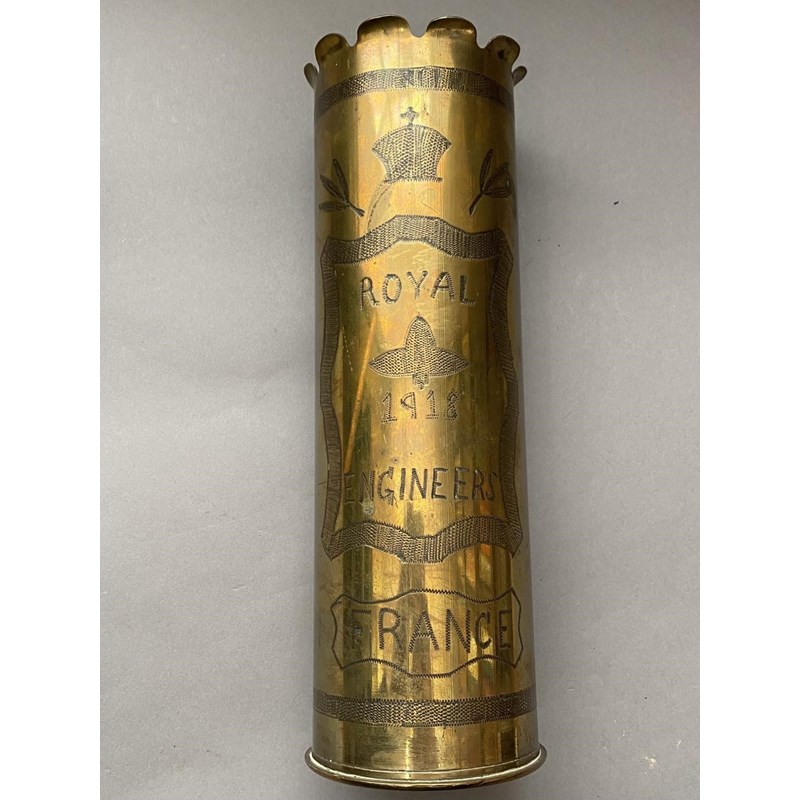 ROYAL
1918
ENGINEERS
FRANCE